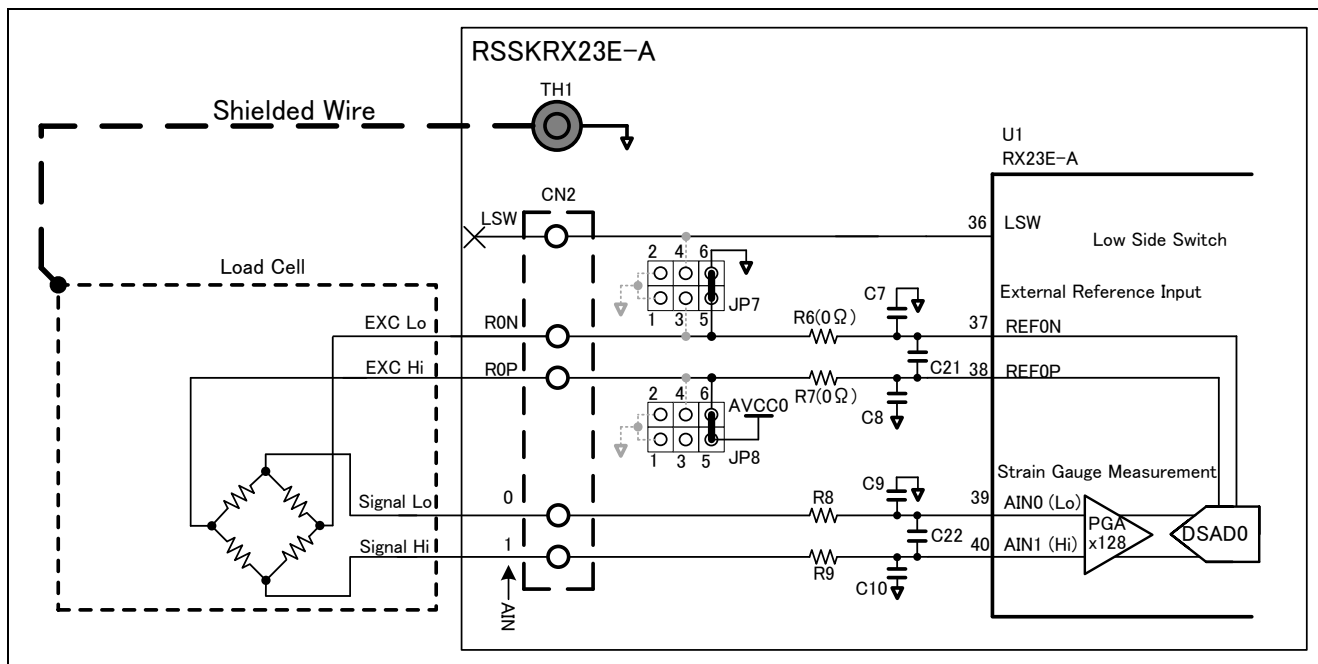 RSSKRX23E-A
TH1
Shielded Wire
U1
RX23E-A
CN2
LSW
36 LSW
Low Side Switch
2 4 6
Load Cell
C7
External Reference Input
1 3 5
JP7
R6(0Ω)
EXC Lo
R0N
37 REF0N
EXC Hi
R0P
C21
38 REF0P
R7(0Ω)
2 4 6
AVCC0
C8
1 3 5
JP8
Strain Gauge Measurement
C9
Signal Lo
0
R8
39 AIN0 (Lo)
PGA
x128
DSAD0
C22
Signal Hi
1
40 AIN1 (Hi)
R9
C10
AIN